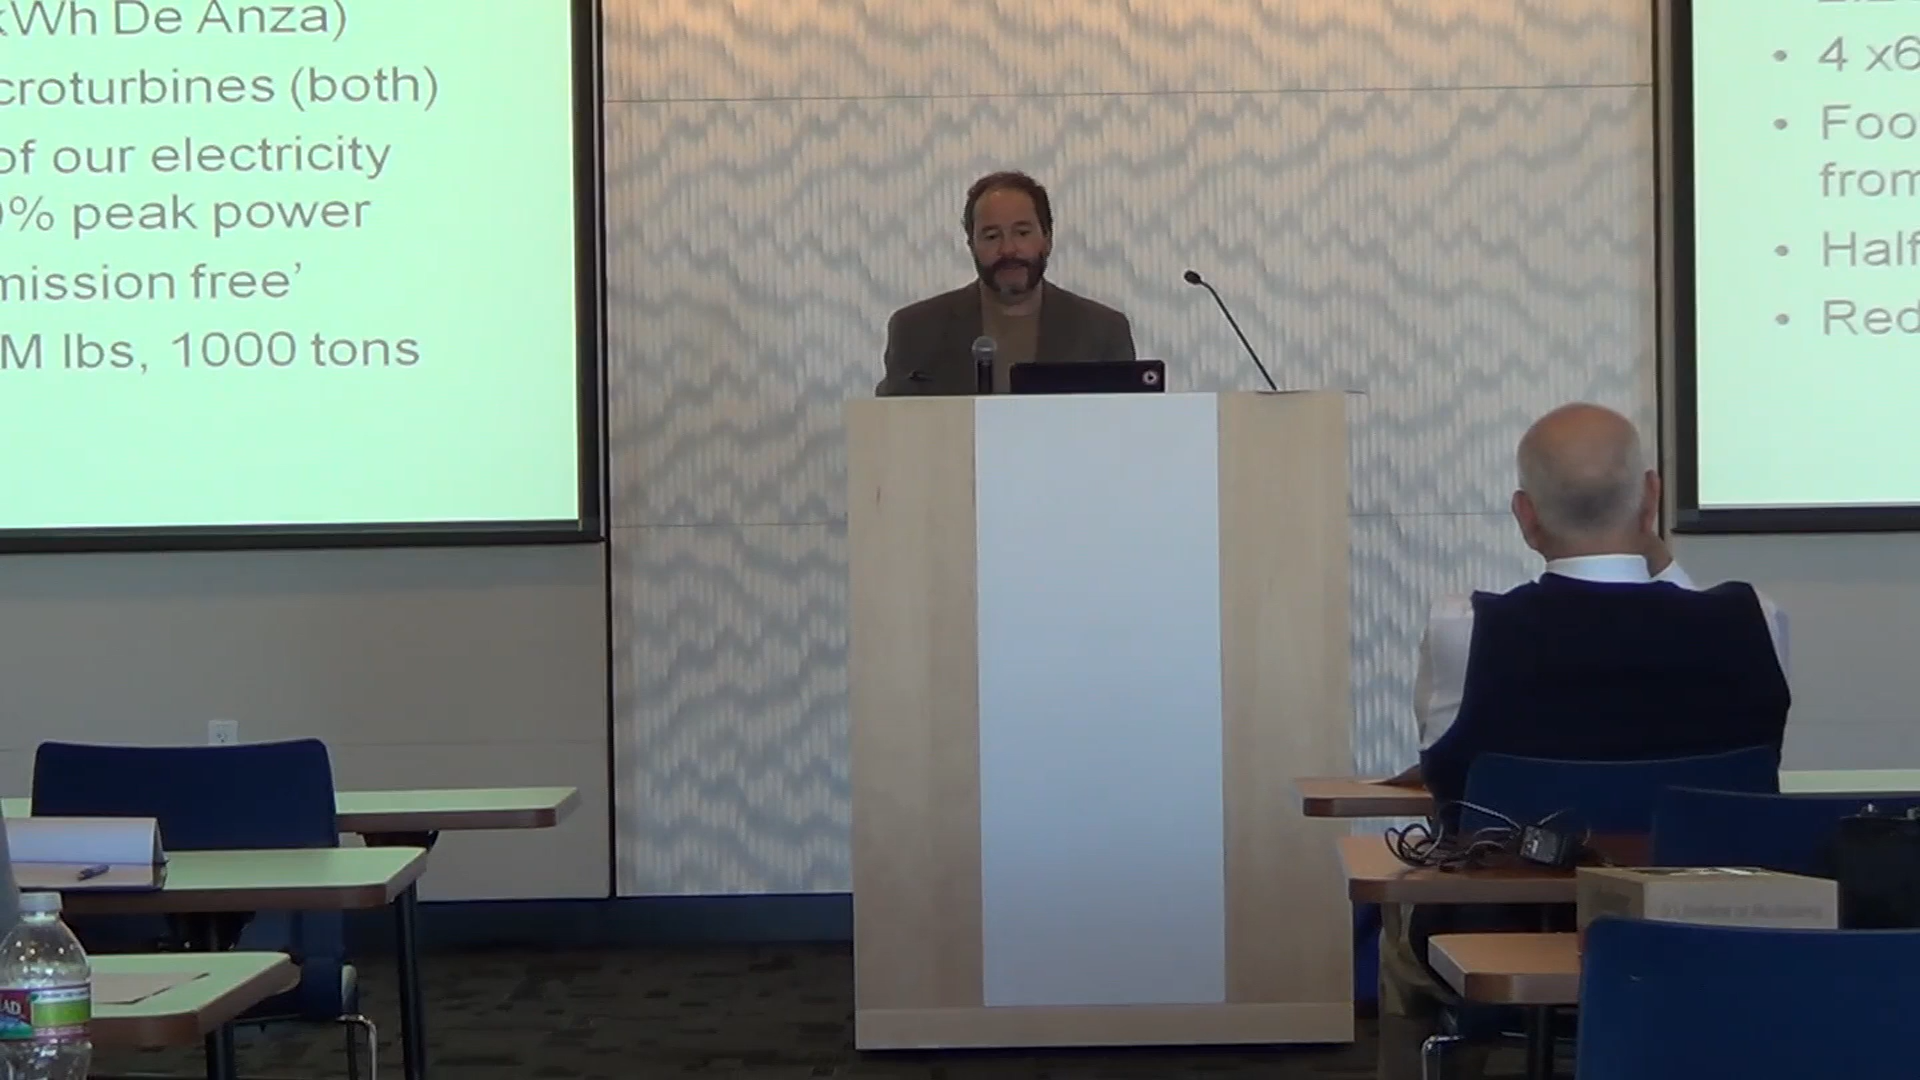 kWh De Anza)
croturbines (both)
of our electricity
0% peak power
mission free’
M lbs, 1000 tons
• 4 x6
• Foo
from
• Half
• Red